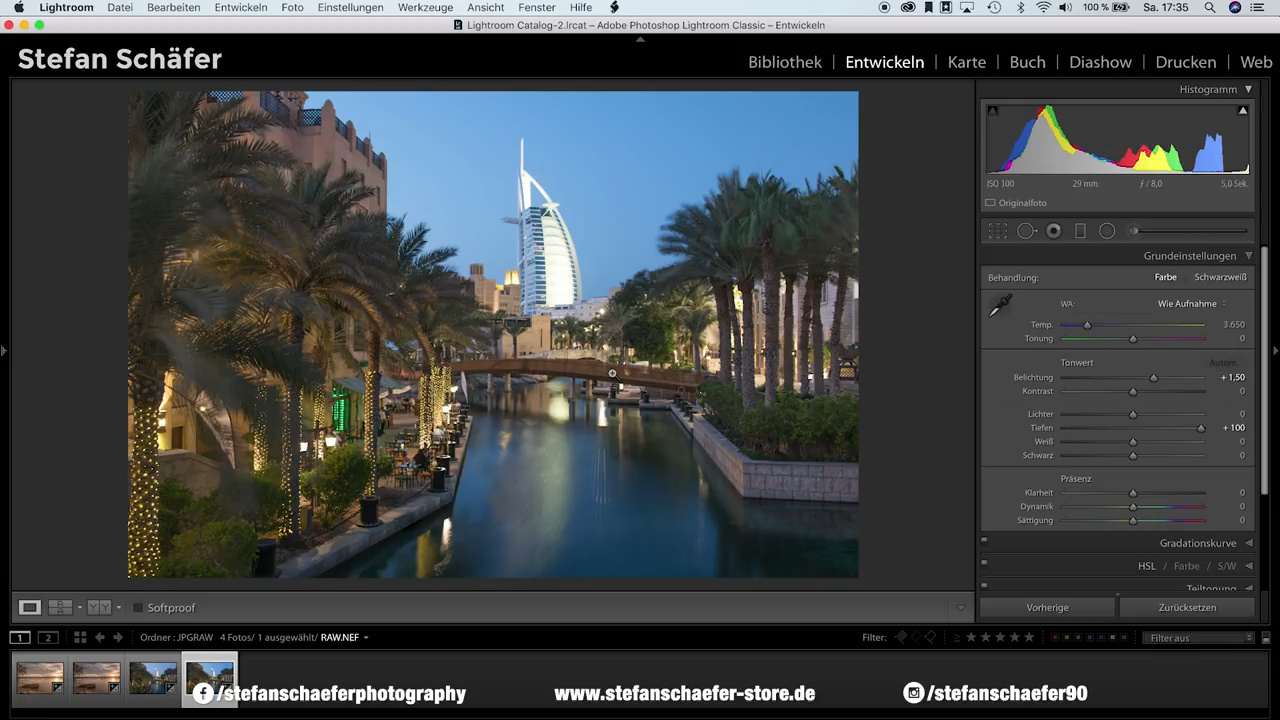 Lightroom Datei Bearbeiten Entwickeln Foto Einstellungen Werkzeuge Ansicht Fenster Hilfe 100 % Sa. 17:35
Lightroom Catalog-2.lrcat – Adobe Photoshop Lightroom Classic – Entwickeln
Stefan Schäfer
Bibliothek | Entwickeln | Karte | Buch | Diashow | Drucken | Web
Histogramm
ISO 100 29 mm ƒ / 8,0 5,0 Sek.
Originalfoto
Grundeinstellungen
Behandlung: Farbe Schwarzweiß
WA: Wie Aufnahme
Temp. 3.650
Tonung 0
Tonwert Autom.
Belichtung + 1,50
Kontrast 0
Lichter 0
Tiefen + 100
Weiß 0
Schwarz 0
Präsenz
Klarheit 0
Dynamik 0
Sättigung 0
Gradationskurve
HSL / Farbe / S/W
Teiltonung
Softproof
Vorherige Zurücksetzen
1 2 Ordner : JPGRAW 4 Fotos/ 1 ausgewählt/ RAW.NEF Filter: Filter aus
/stefanschaeferphotography www.stefanschaefer-store.de /stefanschaefer90